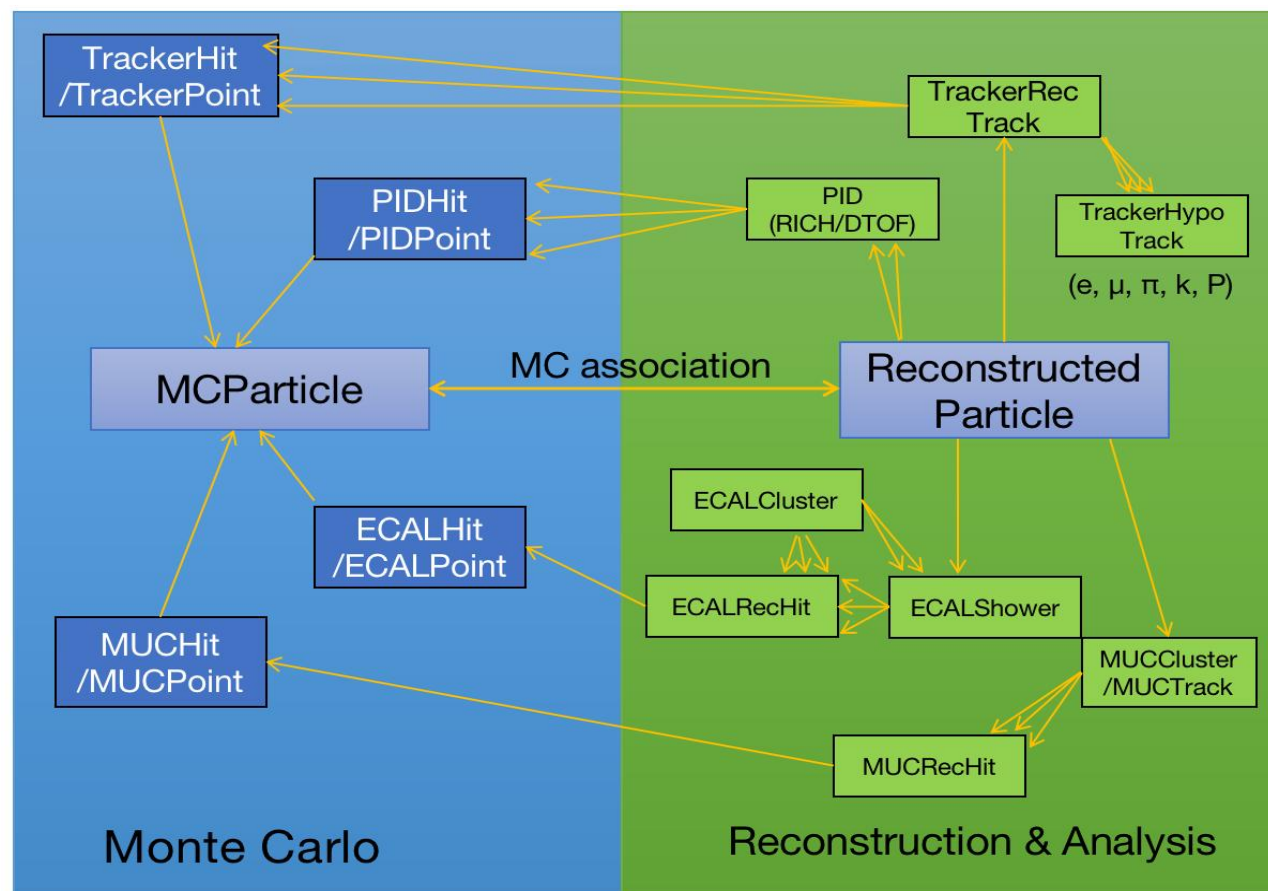 TrackerHit
/TrackerPoint
TrackerRec
Track
PIDHit
/PIDPoint
PID
(RICH/DTOF)
TrackerHypo
Track
(e, μ, π, k, P)
MCParticle
MC association
Reconstructed
Particle
ECALCluster
ECALHit
/ECALPoint
ECALRecHit
ECALShower
MUCHit
/MUCPoint
MUCCluster
/MUCTrack
MUCRecHit
Monte Carlo
Reconstruction & Analysis